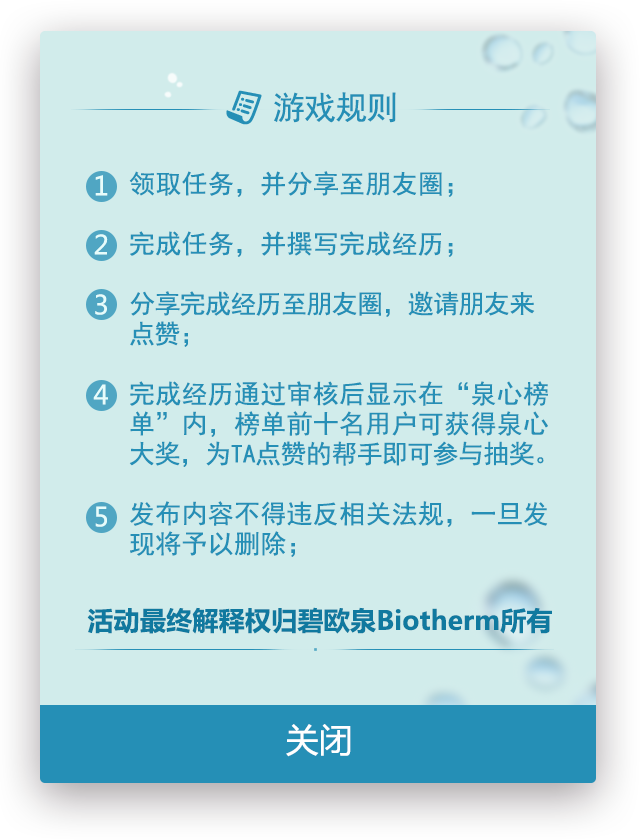 游戏规则
1 领取任务，并分享至朋友圈；
2 完成任务，并撰写完成经历；
3 分享完成经历至朋友圈，邀请朋友来
点赞；
4 完成经历通过审核后显示在“泉心榜
单”内，榜单前十名用户可获得泉心
大奖，为TA点赞的帮手即可参与抽奖。
5 发布内容不得违反相关法规，一旦发
现将予以删除；
活动最终解释权归碧欧泉Biotherm所有
关闭